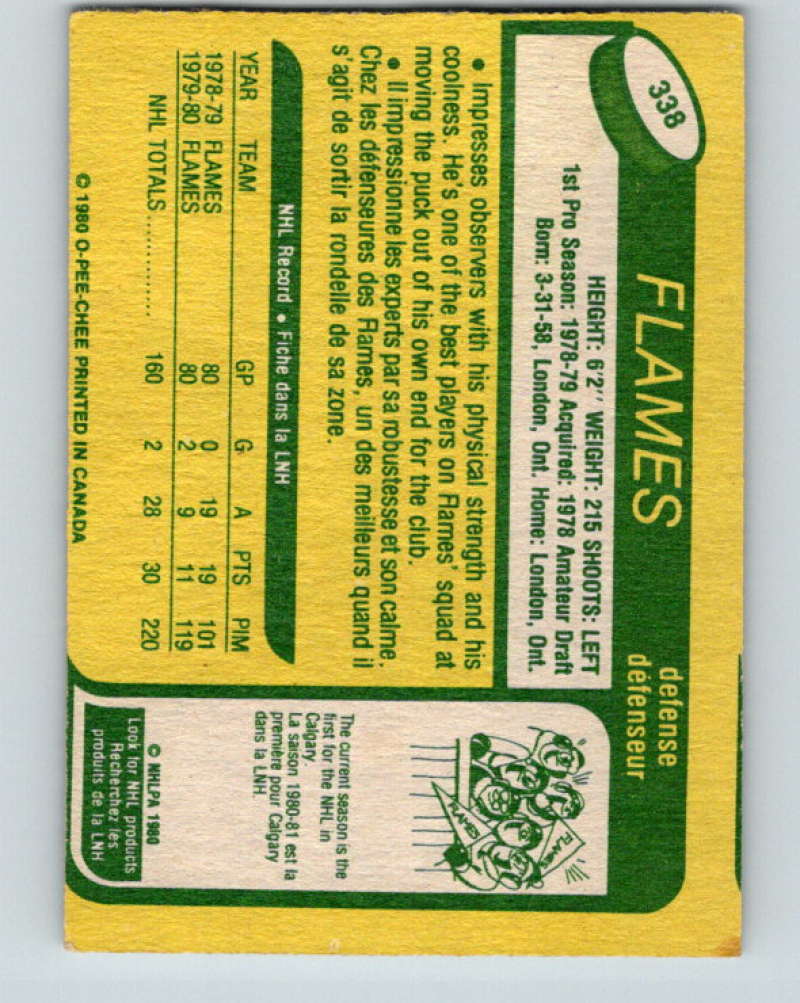 338
FLAMES
defense
défenseur
HEIGHT: 6'2" WEIGHT: 215 SHOOTS: LEFT
1st Pro Season: 1978-79 Acquired: 1978 Amateur Draft
Born: 3-31-58, London, Ont. Home: London, Ont.
● Impresses observers with his physical strength and his
coolness. He's one of the best players on Flames' squad at
moving the puck out of his own end for the club.
● Il impressionne les experts par sa robustesse et son calme.
Chez les défenseures des Flames, un des meilleurs quand il
s'agit de sortir la rondelle de sa zone.
NHL Record ● Fiche dans la LNH
YEAR TEAM GP G A PTS PIM
1978-79 FLAMES 80 0 19 19 101
1979-80 FLAMES 80 2 9 11 119
NHL TOTALS .............. 160 2 28 30 220
© 1980 O-PEE-CHEE PRINTED IN CANADA
FLAMES
FLAMES
The current season is the
first for the NHL in
Calgary.
La saison 1980-81 est la
première pour Calgary
dans la LNH.
© NHLPA 1980
Look for NHL products
Recherchez les
produits de la LNH